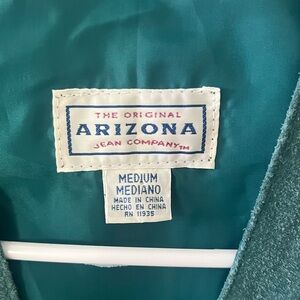 THE ORIGINAL
ARIZONA
JEAN COMPANY™
MEDIUM
MEDIANO
MADE IN CHINA
HECHO EN CHINA
RN 11935